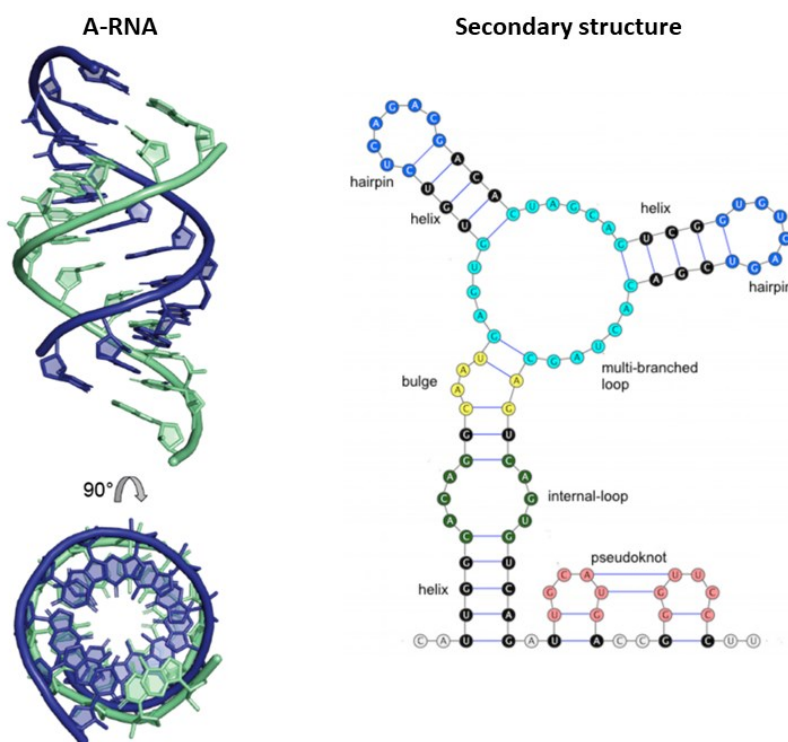 A-RNA
Secondary structure
hairpin
helix
helix
hairpin
bulge
multi-branched
loop
90°
internal-loop
pseudoknot
helix
C A U U G G C A C A G G C A A U G A G U G U G U C U C A G A C G A C A C U A G C A G U C G G U G U C A G U C G A C A C U A G C A G U C A G U G U C A G A U U G C A U G A C C G G G U U C C C U U